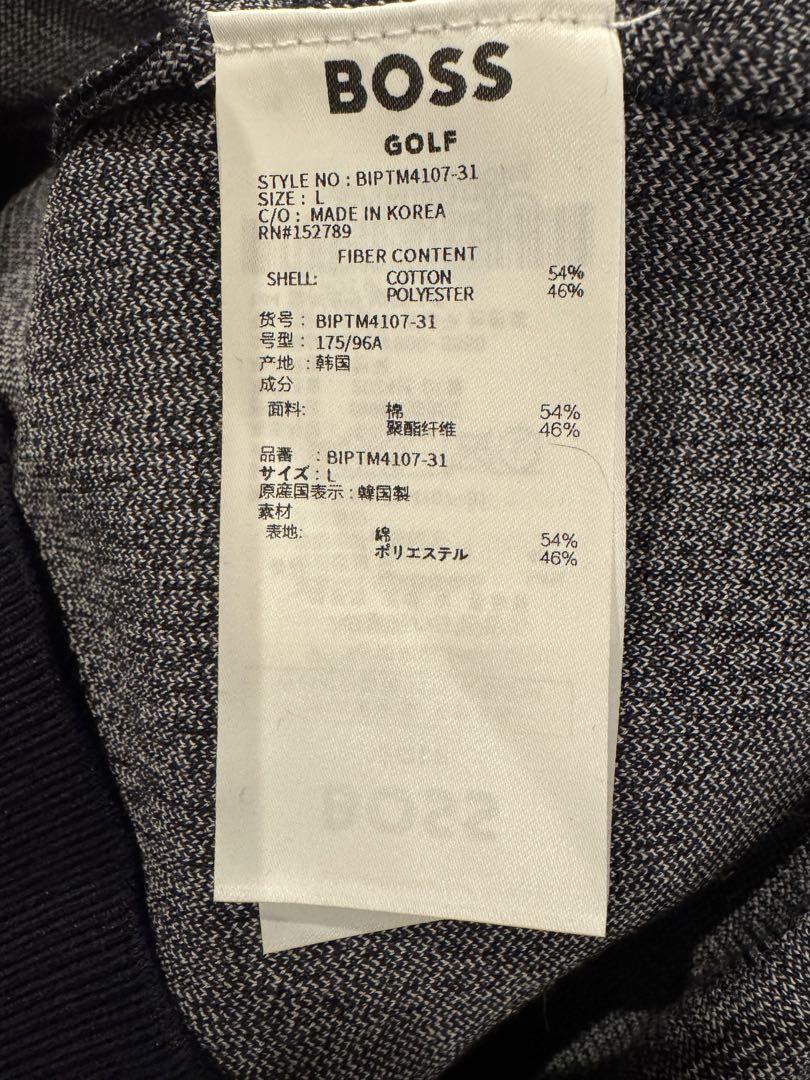 BOSS
GOLF
STYLE NO : BIPTM4107-31
SIZE : L
C/O : MADE IN KOREA
RN#152789
FIBER CONTENT
SHELL: COTTON 54%
POLYESTER 46%
货号 : BIPTM4107-31
号型 : 175/96A
产地 : 韩国
成分
面料: 棉 54%
聚酯纤维 46%
品番 : BIPTM4107-31
サイズ : L
原産国表示 : 韓国製
素材
表地: 綿 54%
ポリエステル 46%